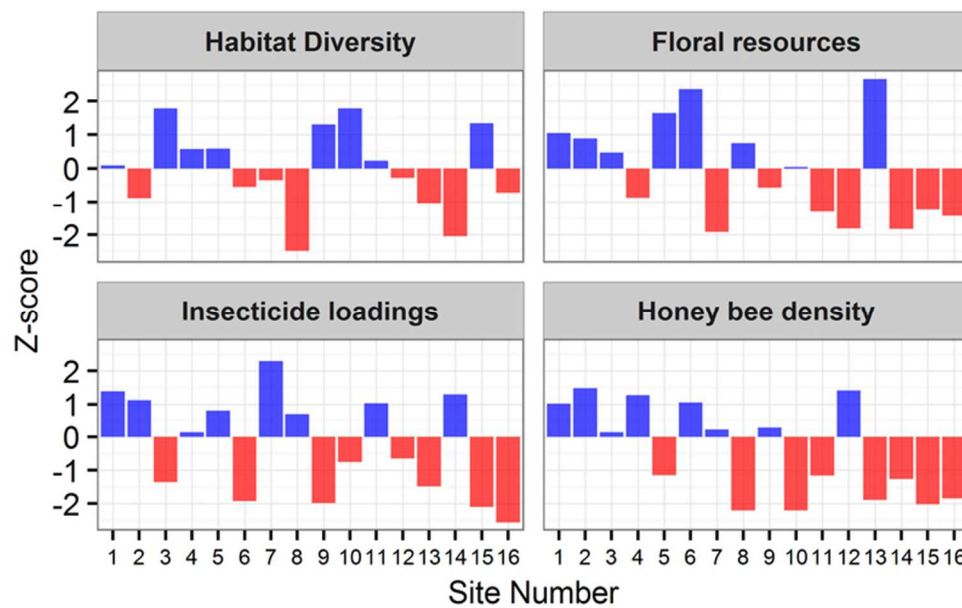 Habitat Diversity
Floral resources
2
1
0
-1
-2
Insecticide loadings
Honey bee density
2
1
0
-1
-2
Z-score
1 2 3 4 5 6 7 8 9 10 11 12 13 14 15 16
1 2 3 4 5 6 7 8 9 10 11 12 13 14 15 16
Site Number